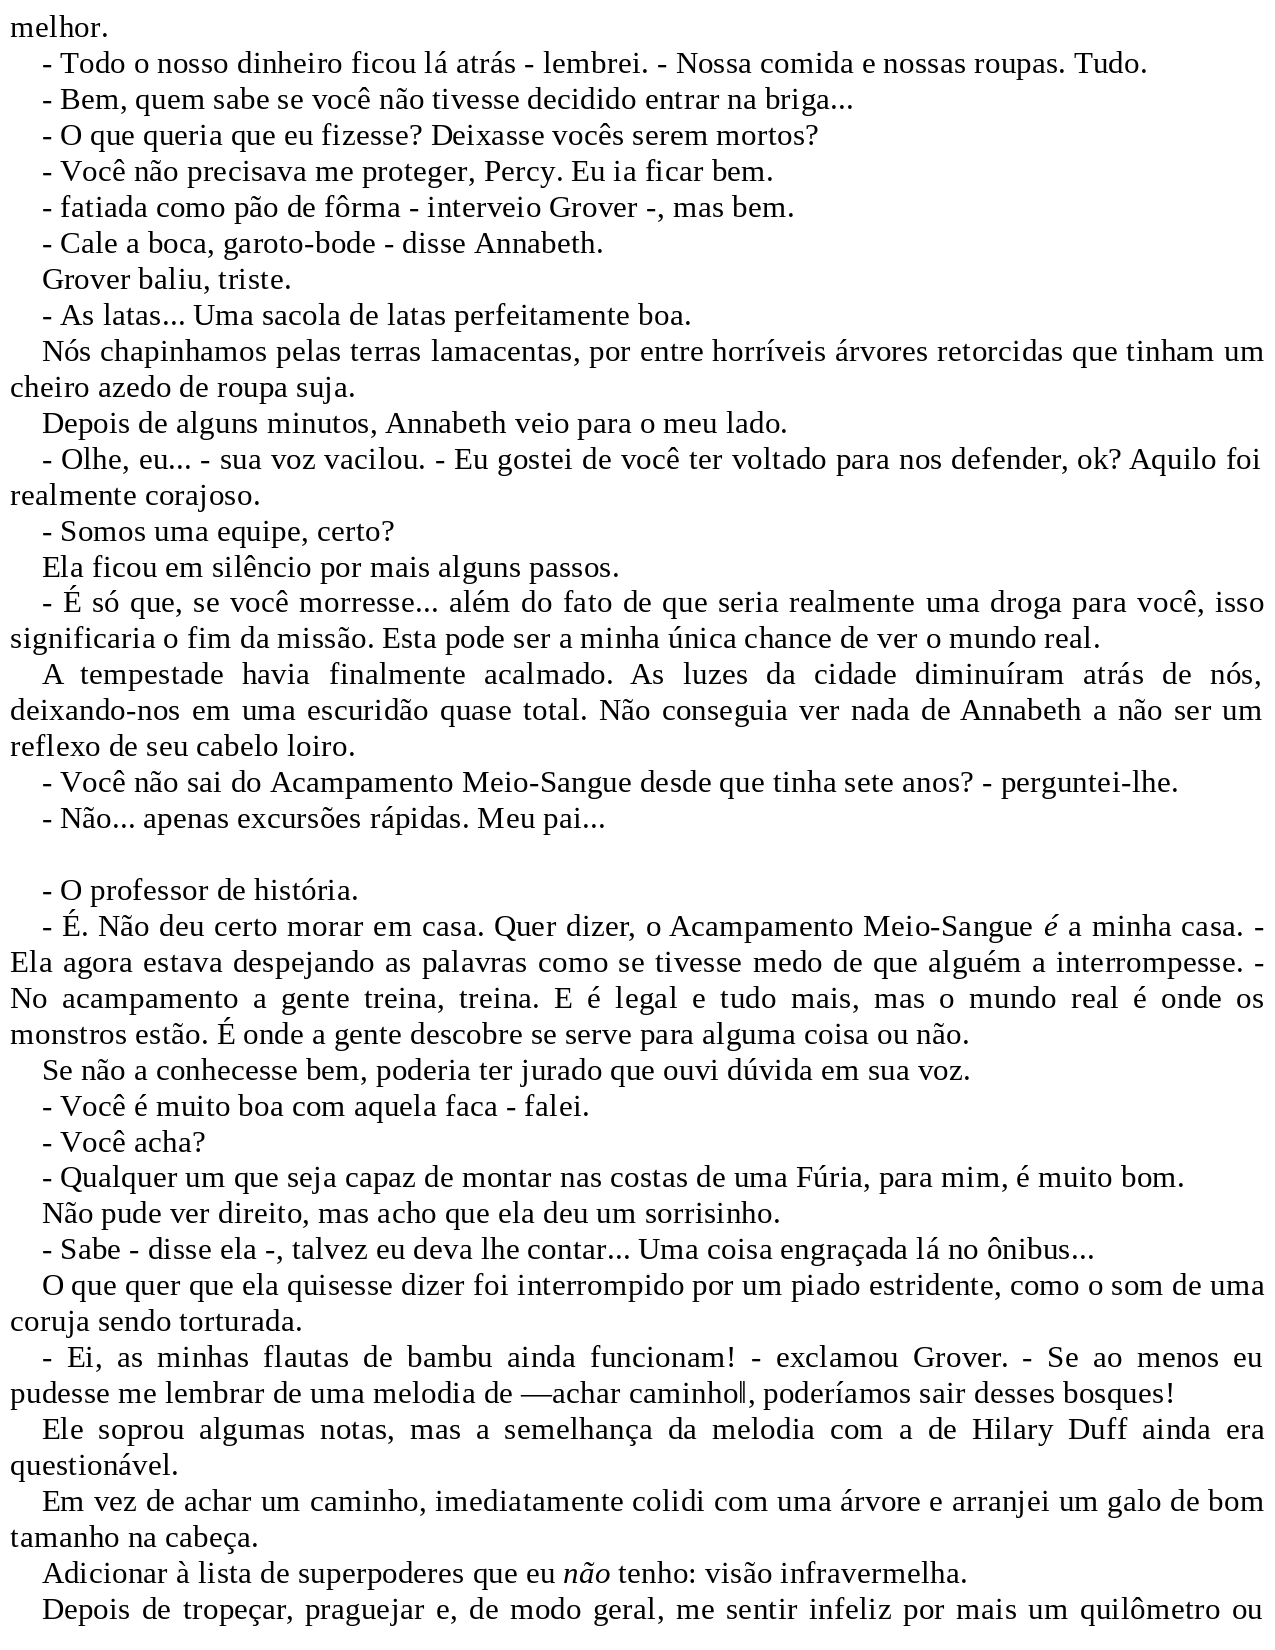 melhor.
- Todo o nosso dinheiro ficou lá atrás - lembrei. - Nossa comida e nossas roupas. Tudo.
- Bem, quem sabe se você não tivesse decidido entrar na briga...
- O que queria que eu fizesse? Deixasse vocês serem mortos?
- Você não precisava me proteger, Percy. Eu ia ficar bem.
- fatiada como pão de fôrma - interveio Grover -, mas bem.
- Cale a boca, garoto-bode - disse Annabeth.
Grover baliu, triste.
- As latas... Uma sacola de latas perfeitamente boa.
Nós chapinhamos pelas terras lamacentas, por entre horríveis árvores retorcidas que tinham um
cheiro azedo de roupa suja.
Depois de alguns minutos, Annabeth veio para o meu lado.
- Olhe, eu... - sua voz vacilou. - Eu gostei de você ter voltado para nos defender, ok? Aquilo foi
realmente corajoso.
- Somos uma equipe, certo?
Ela ficou em silêncio por mais alguns passos.
- É só que, se você morresse... além do fato de que seria realmente uma droga para você, isso
significaria o fim da missão. Esta pode ser a minha única chance de ver o mundo real.
A tempestade havia finalmente acalmado. As luzes da cidade diminuíram atrás de nós,
deixando-nos em uma escuridão quase total. Não conseguia ver nada de Annabeth a não ser um
reflexo de seu cabelo loiro.
- Você não sai do Acampamento Meio-Sangue desde que tinha sete anos? - perguntei-lhe.
- Não... apenas excursões rápidas. Meu pai...
- O professor de história.
- É. Não deu certo morar em casa. Quer dizer, o Acampamento Meio-Sangue é a minha casa. -
Ela agora estava despejando as palavras como se tivesse medo de que alguém a interrompesse. -
No acampamento a gente treina, treina. E é legal e tudo mais, mas o mundo real é onde os
monstros estão. É onde a gente descobre se serve para alguma coisa ou não.
Se não a conhecesse bem, poderia ter jurado que ouvi dúvida em sua voz.
- Você é muito boa com aquela faca - falei.
- Você acha?
- Qualquer um que seja capaz de montar nas costas de uma Fúria, para mim, é muito bom.
Não pude ver direito, mas acho que ela deu um sorrisinho.
- Sabe - disse ela -, talvez eu deva lhe contar... Uma coisa engraçada lá no ônibus...
O que quer que ela quisesse dizer foi interrompido por um piado estridente, como o som de uma
coruja sendo torturada.
- Ei, as minhas flautas de bambu ainda funcionam! - exclamou Grover. - Se ao menos eu
pudesse me lembrar de uma melodia de ―achar caminho‖, poderíamos sair desses bosques!
Ele soprou algumas notas, mas a semelhança da melodia com a de Hilary Duff ainda era
questionável.
Em vez de achar um caminho, imediatamente colidi com uma árvore e arranjei um galo de bom
tamanho na cabeça.
Adicionar à lista de superpoderes que eu não tenho: visão infravermelha.
Depois de tropeçar, praguejar e, de modo geral, me sentir infeliz por mais um quilômetro ou